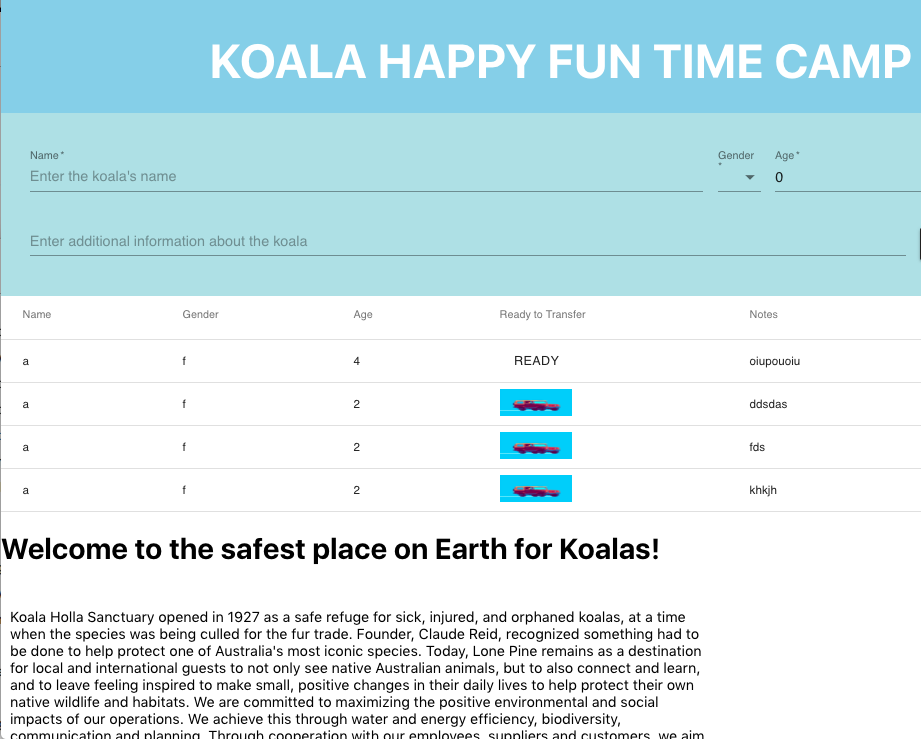 KOALA HAPPY FUN TIME CAMP
Name *
Gender *
Age *
Enter the koala's name
0
Enter additional information about the koala
Name Gender Age Ready to Transfer Notes
a f 4 READY oiupouoiu
a f 2 ddsdas
a f 2 fds
a f 2 khkjh
Welcome to the safest place on Earth for Koalas!
Koala Holla Sanctuary opened in 1927 as a safe refuge for sick, injured, and orphaned koalas, at a time
when the species was being culled for the fur trade. Founder, Claude Reid, recognized something had to
be done to help protect one of Australia's most iconic species. Today, Lone Pine remains as a destination
for local and international guests to not only see native Australian animals, but to also connect and learn,
and to leave feeling inspired to make small, positive changes in their daily lives to help protect their own
native wildlife and habitats. We are committed to maximizing the positive environmental and social
impacts of our operations. We achieve this through water and energy efficiency, biodiversity,
communication and planning. Through cooperation with our employees, suppliers and customers, we aim